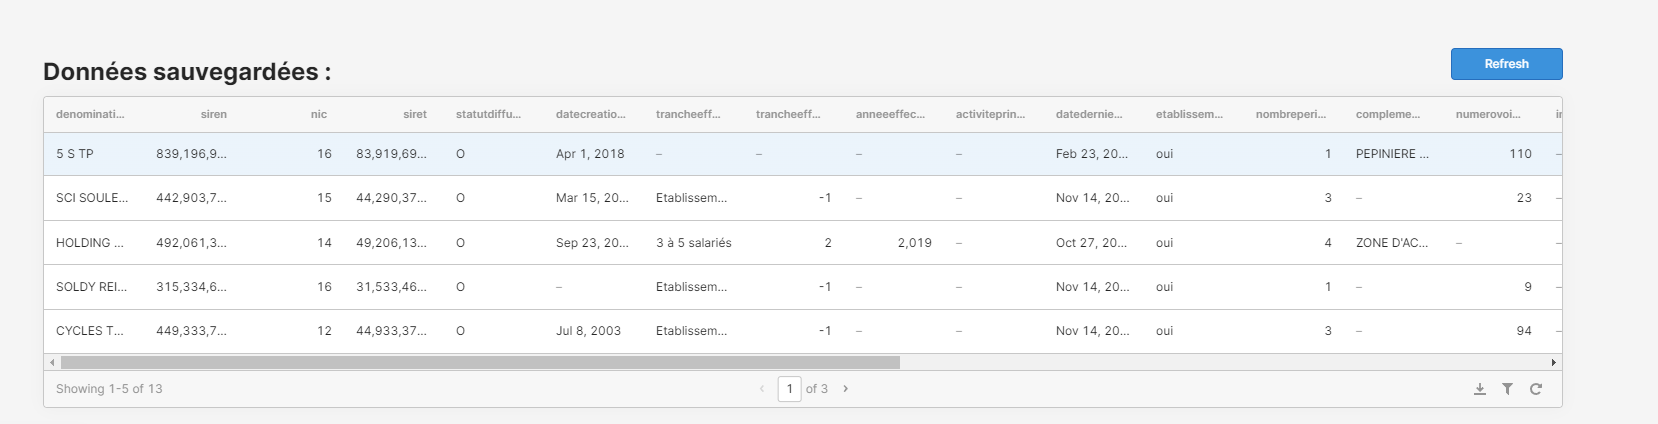 Données sauvegardées :
Refresh
denominati... siren nic siret statutdiffu... datecreatio... trancheeff... trancheeff... anneeeffec... activiteprin... datedernie... etablissem... nombreperi... compleme... numerovoi...
5 S TP 839,196,9... 16 83,919,69... O Apr 1, 2018 – – – – Feb 23, 20... oui 1 PEPINIERE ... 110 –
SCI SOULE... 442,903,7... 15 44,290,37... O Mar 15, 20... Etablissem... -1 – – Nov 14, 20... oui 3 – 23 –
HOLDING ... 492,061,3... 14 49,206,13... O Sep 23, 20... 3 à 5 salariés 2 2,019 – Oct 27, 20... oui 4 ZONE D'AC... – –
SOLDY REI... 315,334,6... 16 31,533,46... O – Etablissem... -1 – – Nov 14, 20... oui 1 – 9 –
CYCLES T... 449,333,7... 12 44,933,37... O Jul 8, 2003 Etablissem... -1 – – Nov 14, 20... oui 3 – 94 –
Showing 1-5 of 13 1 of 3